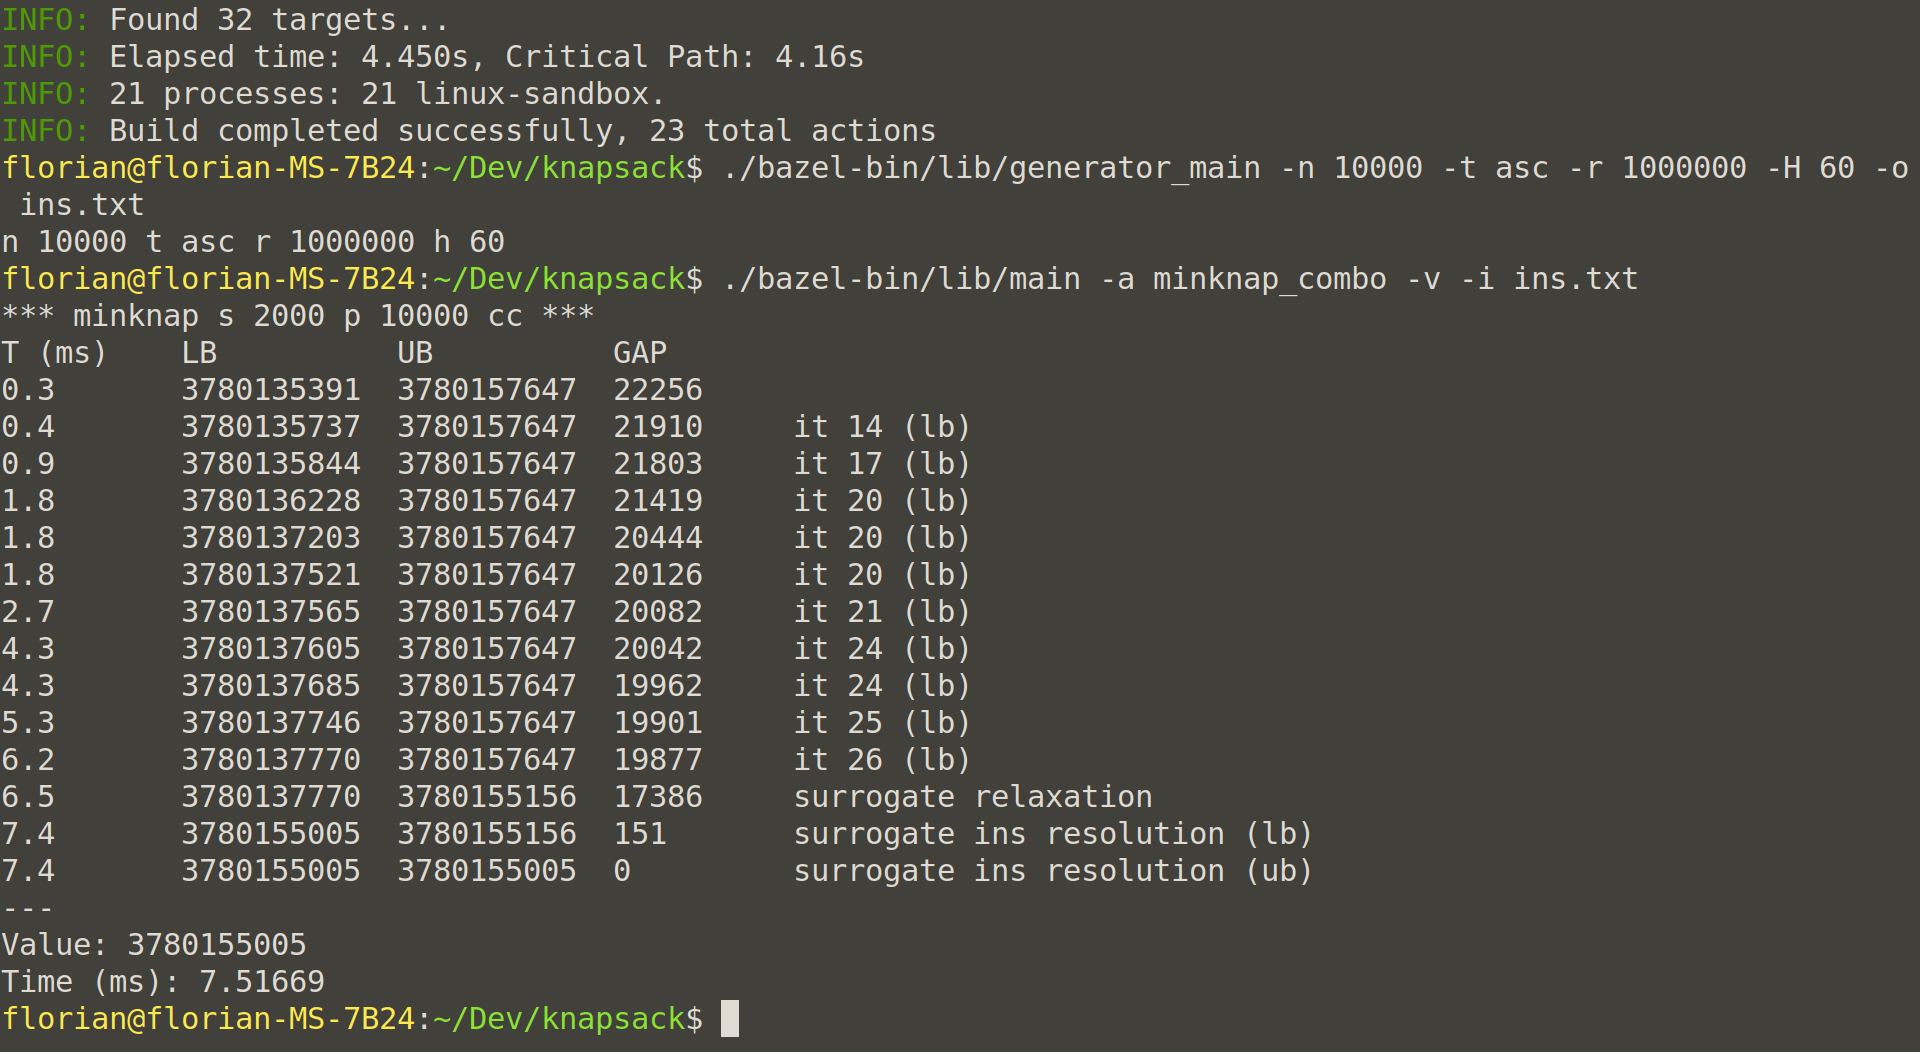 INFO: Found 32 targets...
INFO: Elapsed time: 4.450s, Critical Path: 4.16s
INFO: 21 processes: 21 linux-sandbox.
INFO: Build completed successfully, 23 total actions
florian@florian-MS-7B24:~/Dev/knapsack$ ./bazel-bin/lib/generator_main -n 10000 -t asc -r 1000000 -H 60 -o
 ins.txt
n 10000 t asc r 1000000 h 60
florian@florian-MS-7B24:~/Dev/knapsack$ ./bazel-bin/lib/main -a minknap_combo -v -i ins.txt
*** minknap s 2000 p 10000 cc ***
T (ms)    LB          UB          GAP
0.3       3780135391  3780157647  22256
0.4       3780135737  3780157647  21910     it 14 (lb)
0.9       3780135844  3780157647  21803     it 17 (lb)
1.8       3780136228  3780157647  21419     it 20 (lb)
1.8       3780137203  3780157647  20444     it 20 (lb)
1.8       3780137521  3780157647  20126     it 20 (lb)
2.7       3780137565  3780157647  20082     it 21 (lb)
4.3       3780137605  3780157647  20042     it 24 (lb)
4.3       3780137685  3780157647  19962     it 24 (lb)
5.3       3780137746  3780157647  19901     it 25 (lb)
6.2       3780137770  3780157647  19877     it 26 (lb)
6.5       3780137770  3780155156  17386     surrogate relaxation
7.4       3780155005  3780155156  151       surrogate ins resolution (lb)
7.4       3780155005  3780155005  0         surrogate ins resolution (ub)
---
Value: 3780155005
Time (ms): 7.51669
florian@florian-MS-7B24:~/Dev/knapsack$